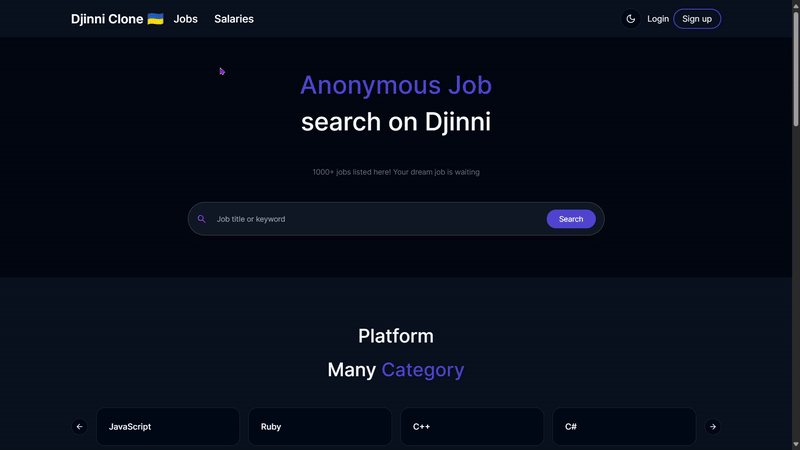 Djinni Clone 🇺🇦 Jobs Salaries Login Sign up
Anonymous Job
search on Djinni
1000+ jobs listed here! Your dream job is waiting
Job title or keyword Search
Platform
Many Category
JavaScript Ruby C++ C#